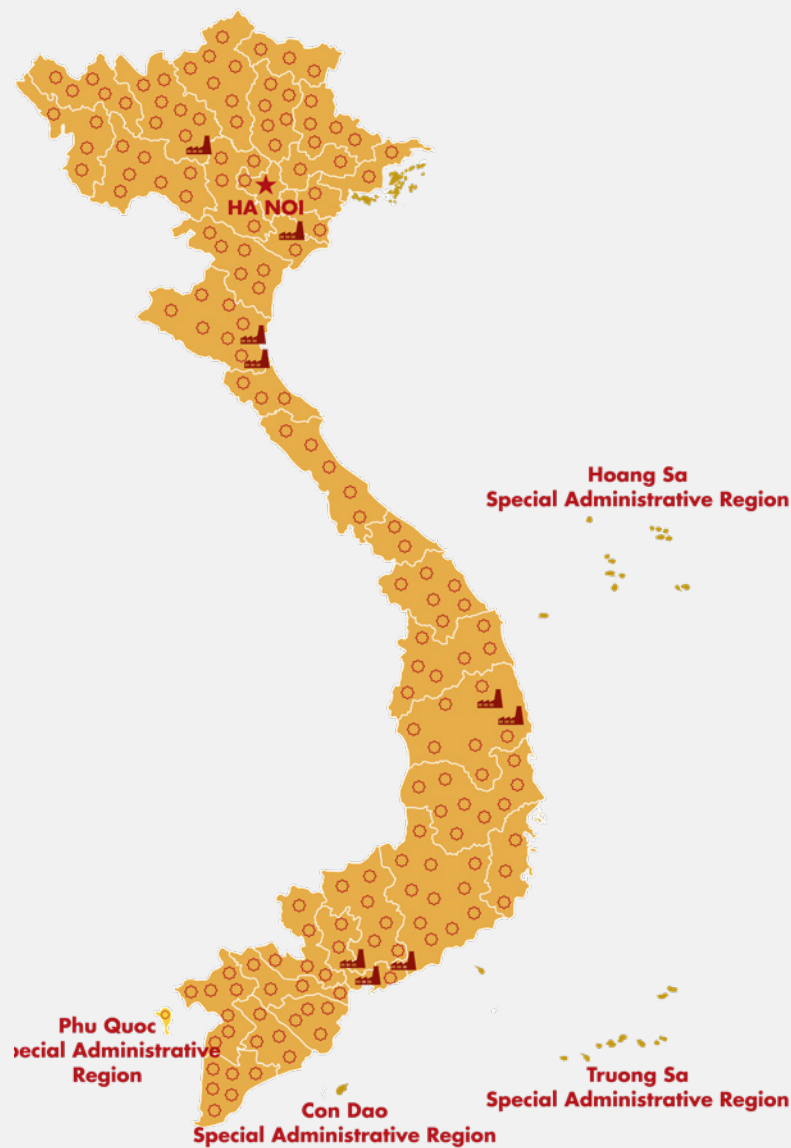 HA NOI
Hoang Sa
Special Administrative Region
Phu Quoc
pecial Administrative
Region
Truong Sa
Special Administrative Region
Con Dao
Special Administrative Region